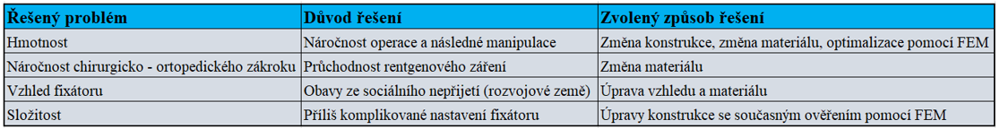 Řešený problém Důvod řešení Zvolený způsob řešení
Hmotnost Náročnost operace a následné manipulace Změna konstrukce, změna materiálu, optimalizace pomocí FEM
Náročnost chirurgicko - ortopedického zákroku Průchodnost rentgenového záření Změna materiálu
Vzhled fixátoru Obavy ze sociálního nepřijetí (rozvojové země) Úprava vzhledu a materiálu
Složitost Příliš komplikované nastavení fixátoru Úpravy konstrukce se současným ověřením pomocí FEM